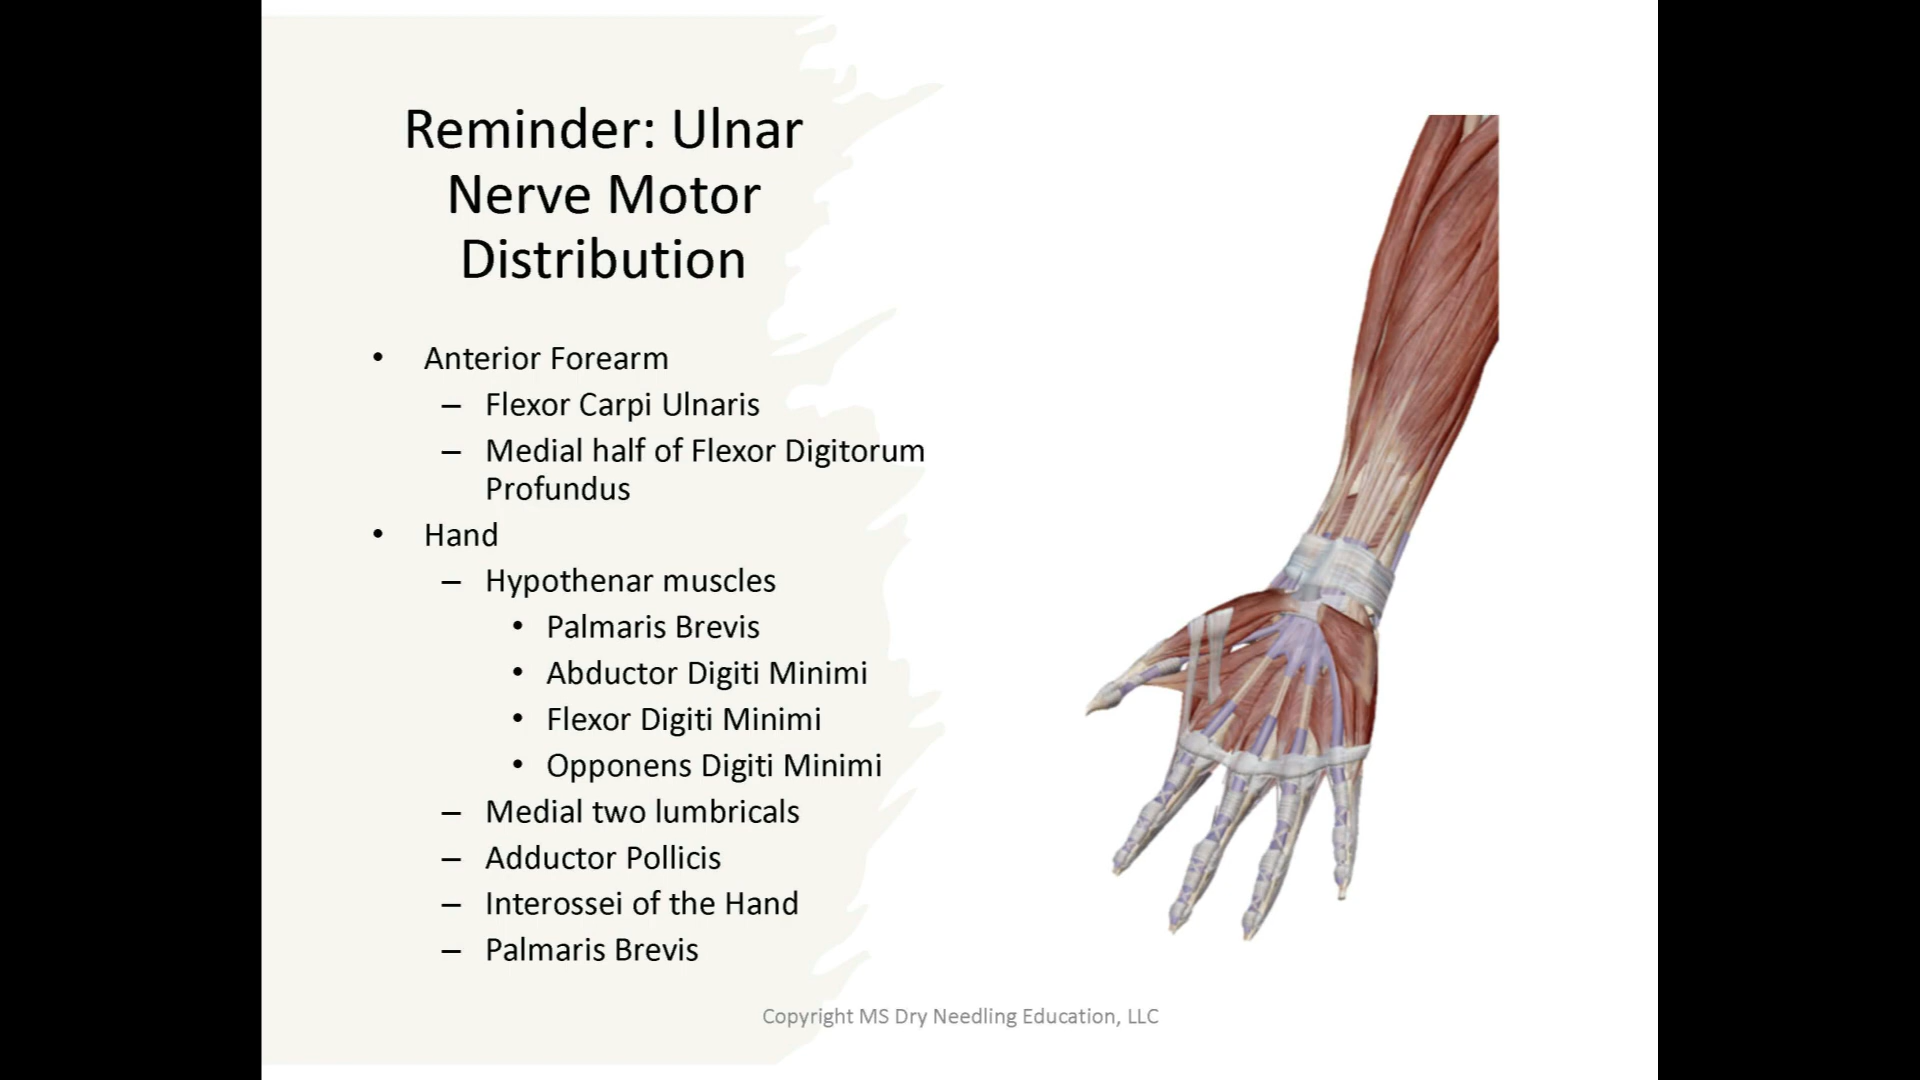 Reminder: Ulnar
Nerve Motor
Distribution
• Anterior Forearm
– Flexor Carpi Ulnaris
– Medial half of Flexor Digitorum
Profundus
• Hand
– Hypothenar muscles
• Palmaris Brevis
• Abductor Digiti Minimi
• Flexor Digiti Minimi
• Opponens Digiti Minimi
– Medial two lumbricals
– Adductor Pollicis
– Interossei of the Hand
– Palmaris Brevis
Copyright MS Dry Needling Education, LLC